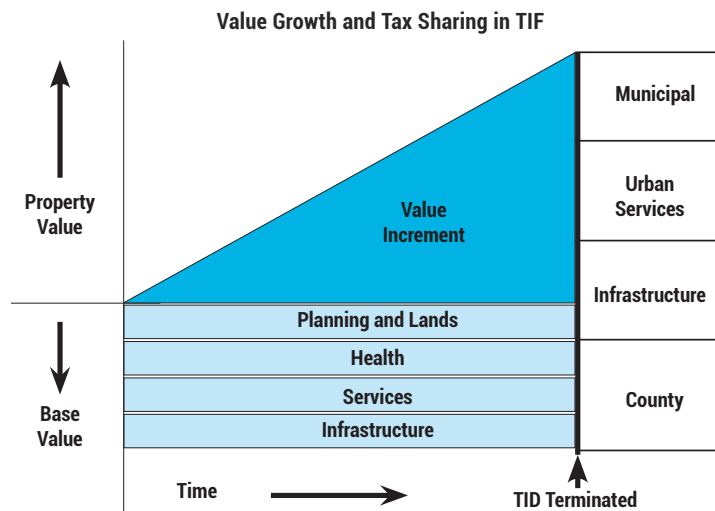 Value Growth and Tax Sharing in TIF
Municipal
Property
Value
Value
Increment
Urban
Services
Infrastructure
Planning and Lands
Health
Services
Infrastructure
Base
Value
County
Time
TID Terminated